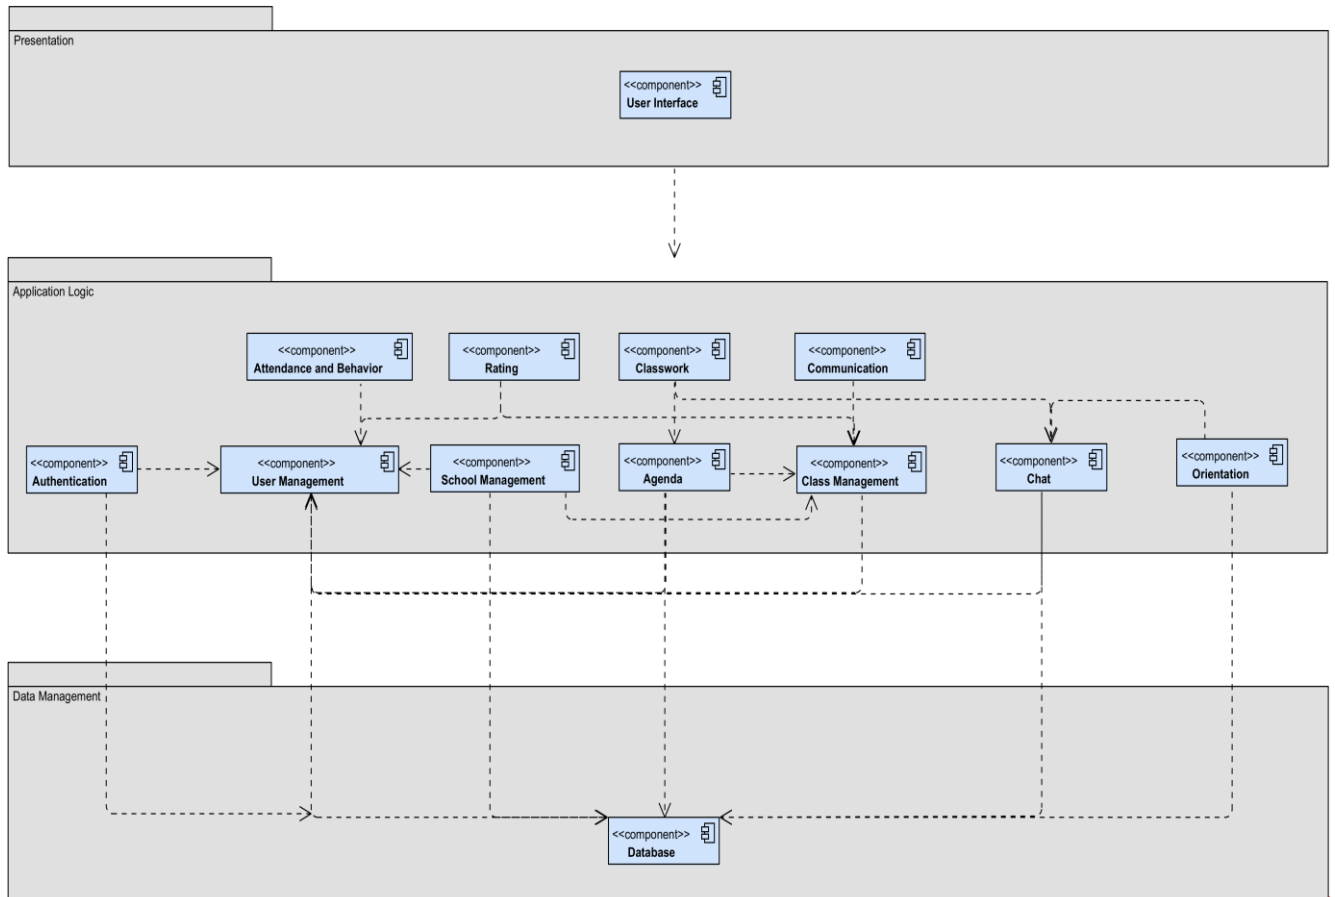 Presentation
<<component>>
User Interface
Application Logic
<<component>>
Attendance and Behavior
<<component>>
Rating
<<component>>
Classwork
<<component>>
Communication
<<component>>
Authentication
<<component>>
User Management
<<component>>
School Management
<<component>>
Agenda
<<component>>
Class Management
<<component>>
Chat
<<component>>
Orientation
Data Management
<<component>>
Database